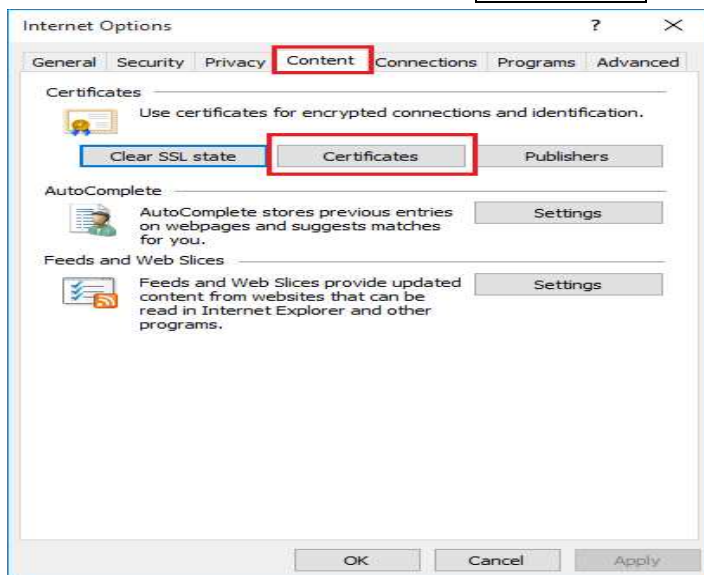 Internet Options ? ×
General Security Privacy Content Connections Programs Advanced
Certificates
Use certificates for encrypted connections and identification.
Clear SSL state Certificates Publishers
AutoComplete
AutoComplete stores previous entries
on webpages and suggests matches
for you.
Settings
Feeds and Web Slices
Feeds and Web Slices provide updated
content from websites that can be
read in Internet Explorer and other
programs.
Settings
OK Cancel Apply